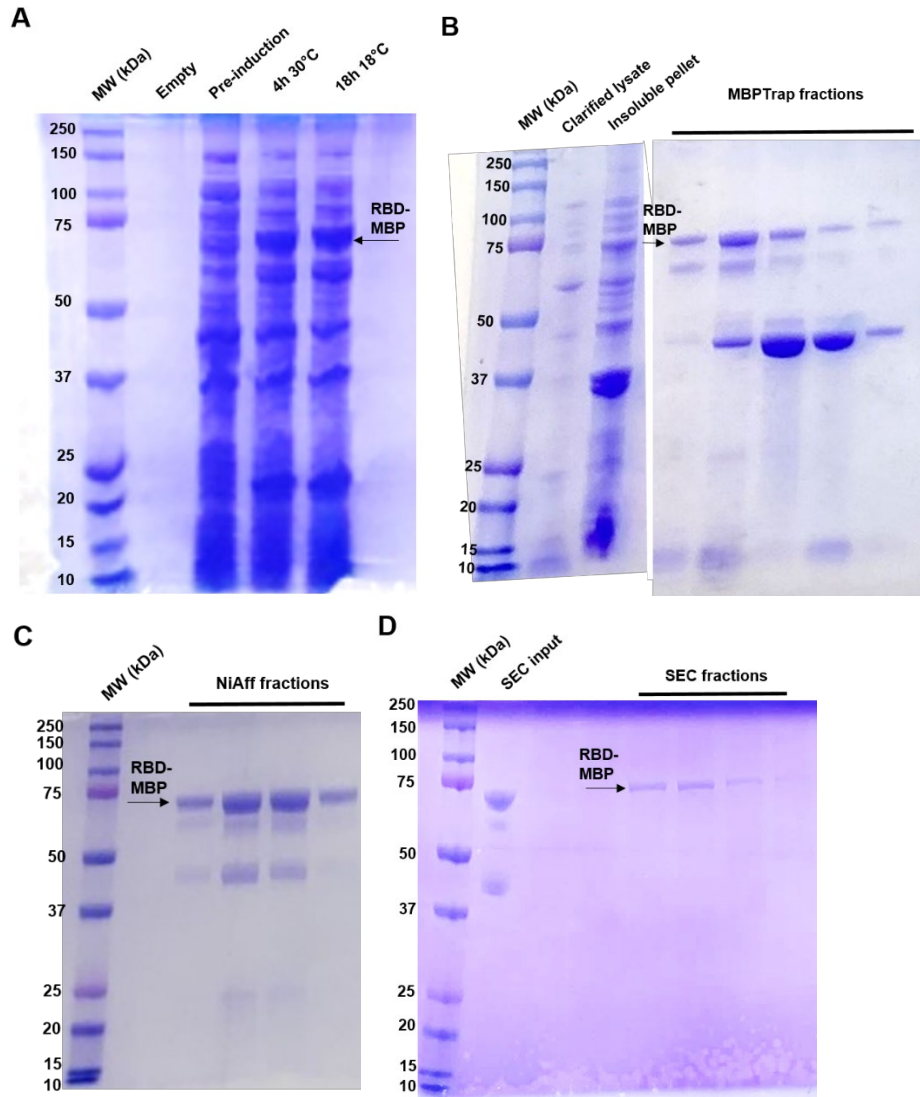 A
MW (kDa)
Empty
Pre-induction
4h 30°C
18h 18°C
250
150
100
75
50
37
25
20
15
10
RBD-
MBP
B
MW (kDa)
Clarified lysate
Insoluble pellet
MBPTrap fractions
250
150
100
75
50
37
25
20
15
10
RBD-
MBP
C
MW (kDa)
NiAff fractions
250
150
100
75
50
37
25
20
15
10
RBD-
MBP
D
MW (kDa)
SEC input
SEC fractions
250
150
100
75
50
37
25
20
15
10
RBD-
MBP